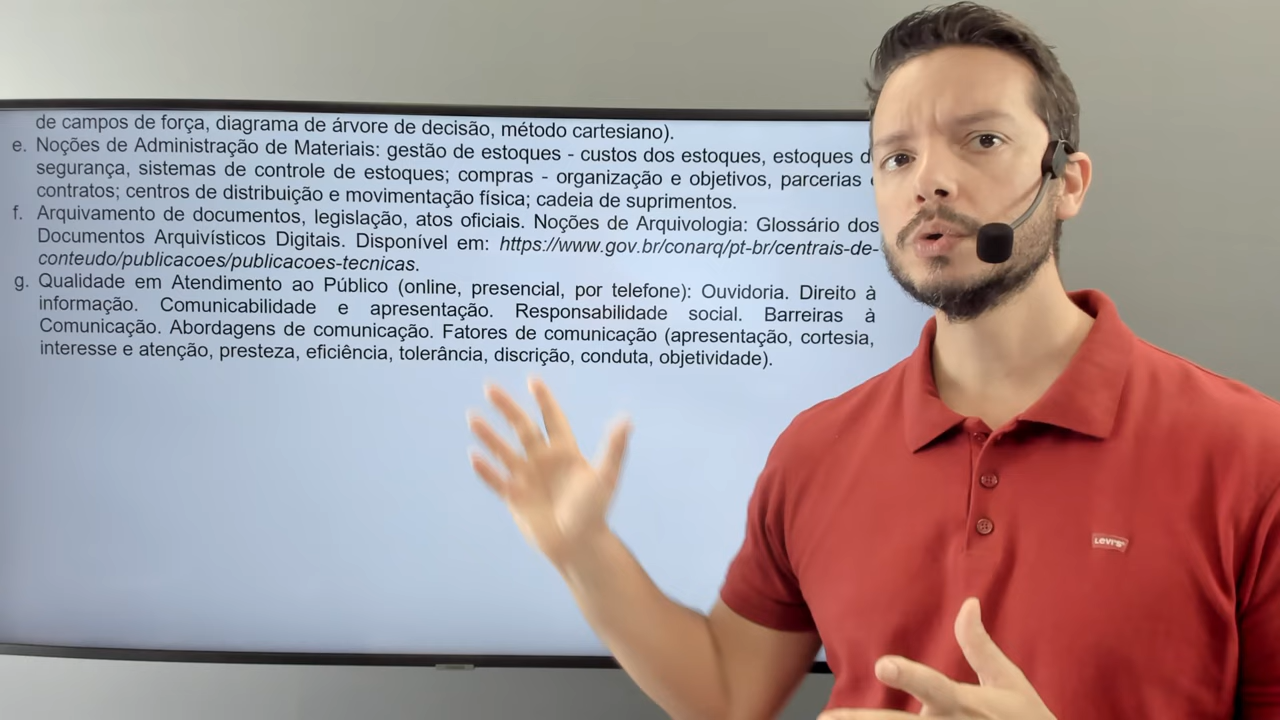 de campos de força, diagrama de árvore de decisão, método cartesiano).
e. Noções de Administração de Materiais: gestão de estoques - custos dos estoques, estoques
segurança, sistemas de controle de estoques; compras - organização e objetivos, parcerias
contratos; centros de distribuição e movimentação física; cadeia de suprimentos.
f. Arquivamento de documentos, legislação, atos oficiais. Noções de Arquivologia: Glossário dos
Documentos Arquivísticos Digitais. Disponível em: https://www.gov.br/conarq/pt-br/centrais-de-
conteudo/publicacoes/publicacoes-tecnicas.
g. Qualidade em Atendimento ao Público (online, presencial, por telefone): Ouvidoria. Direito à
informação. Comunicabilidade e apresentação. Responsabilidade social. Barreiras à
Comunicação. Abordagens de comunicação. Fatores de comunicação (apresentação, cortesia,
interesse e atenção, presteza, eficiência, tolerância, discrição, conduta, objetividade).
Levi's